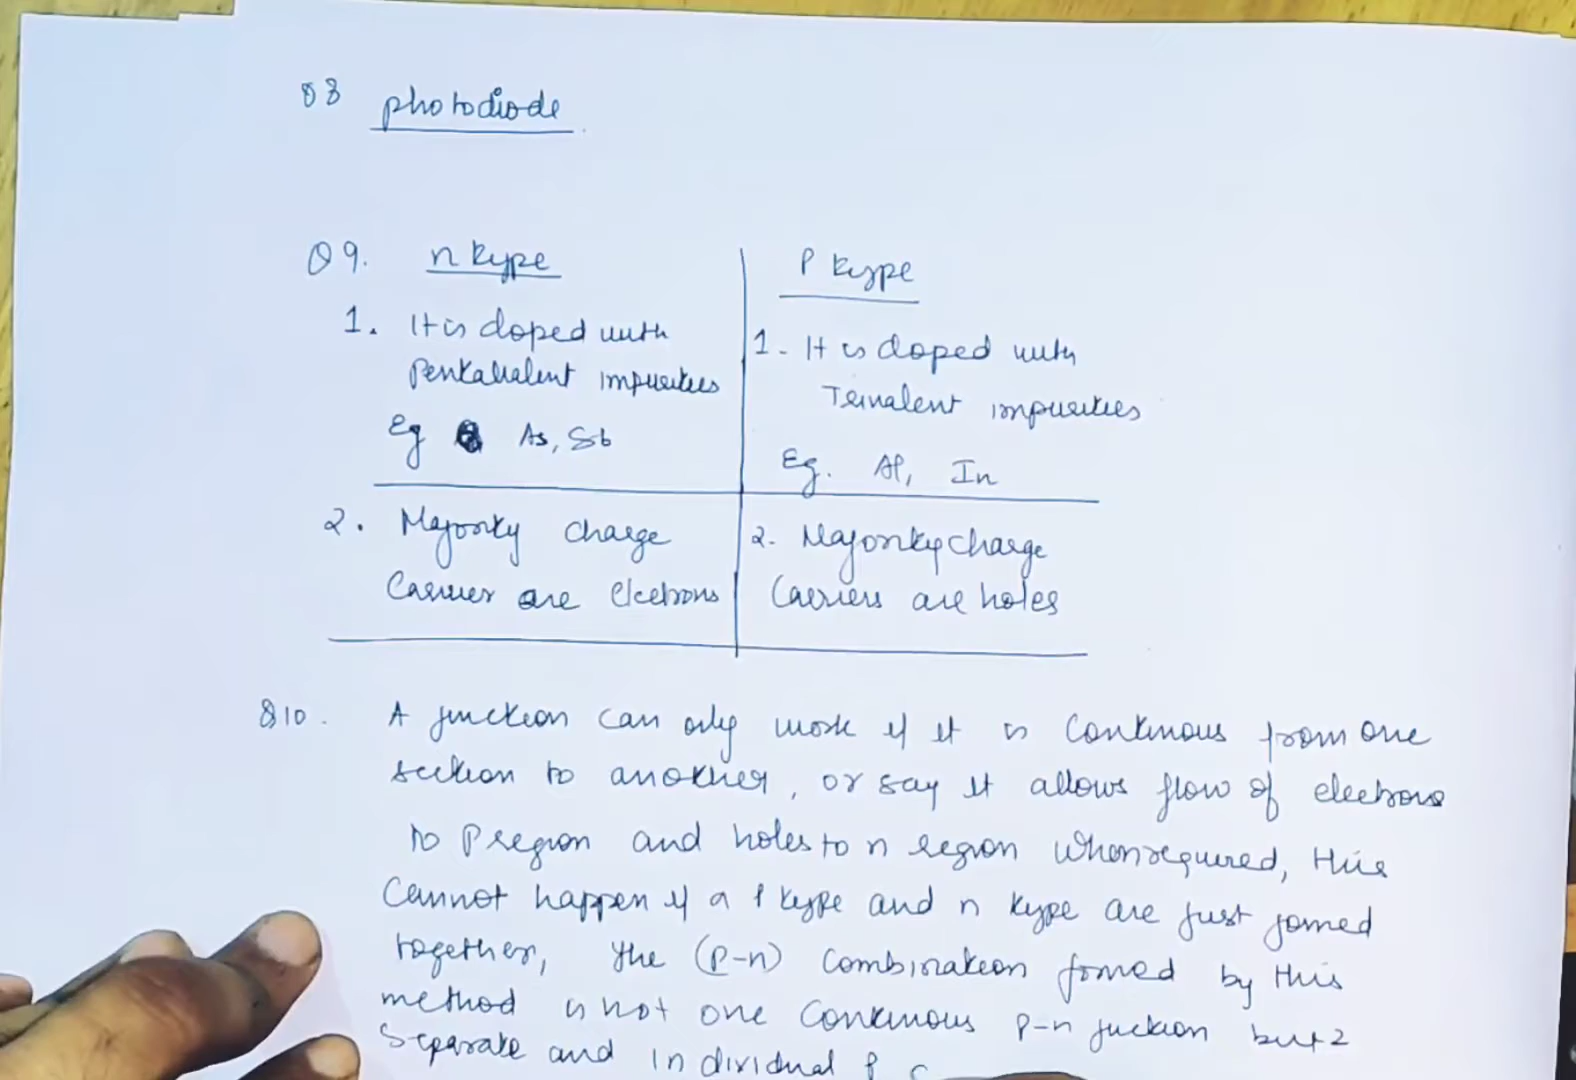 Q8 photodiode
Q9. n type
P type
1. It is doped with
Pentavalent impurities
Eg As, Sb
1. It is doped with
Trivalent impurities
Eg. Al, In
2. Majority charge
Carrier are electrons
2. Majority charge
Carriers are holes
Q10. A junction can only work if it is continous from one
section to another, or say it allows flow of electrons
to P region and holes to n region when required, this
cannot happen if a P type and n type are just joined
together, the (p-n) combination formed by this
method is not one continous p-n juction but 2
separate and individual P